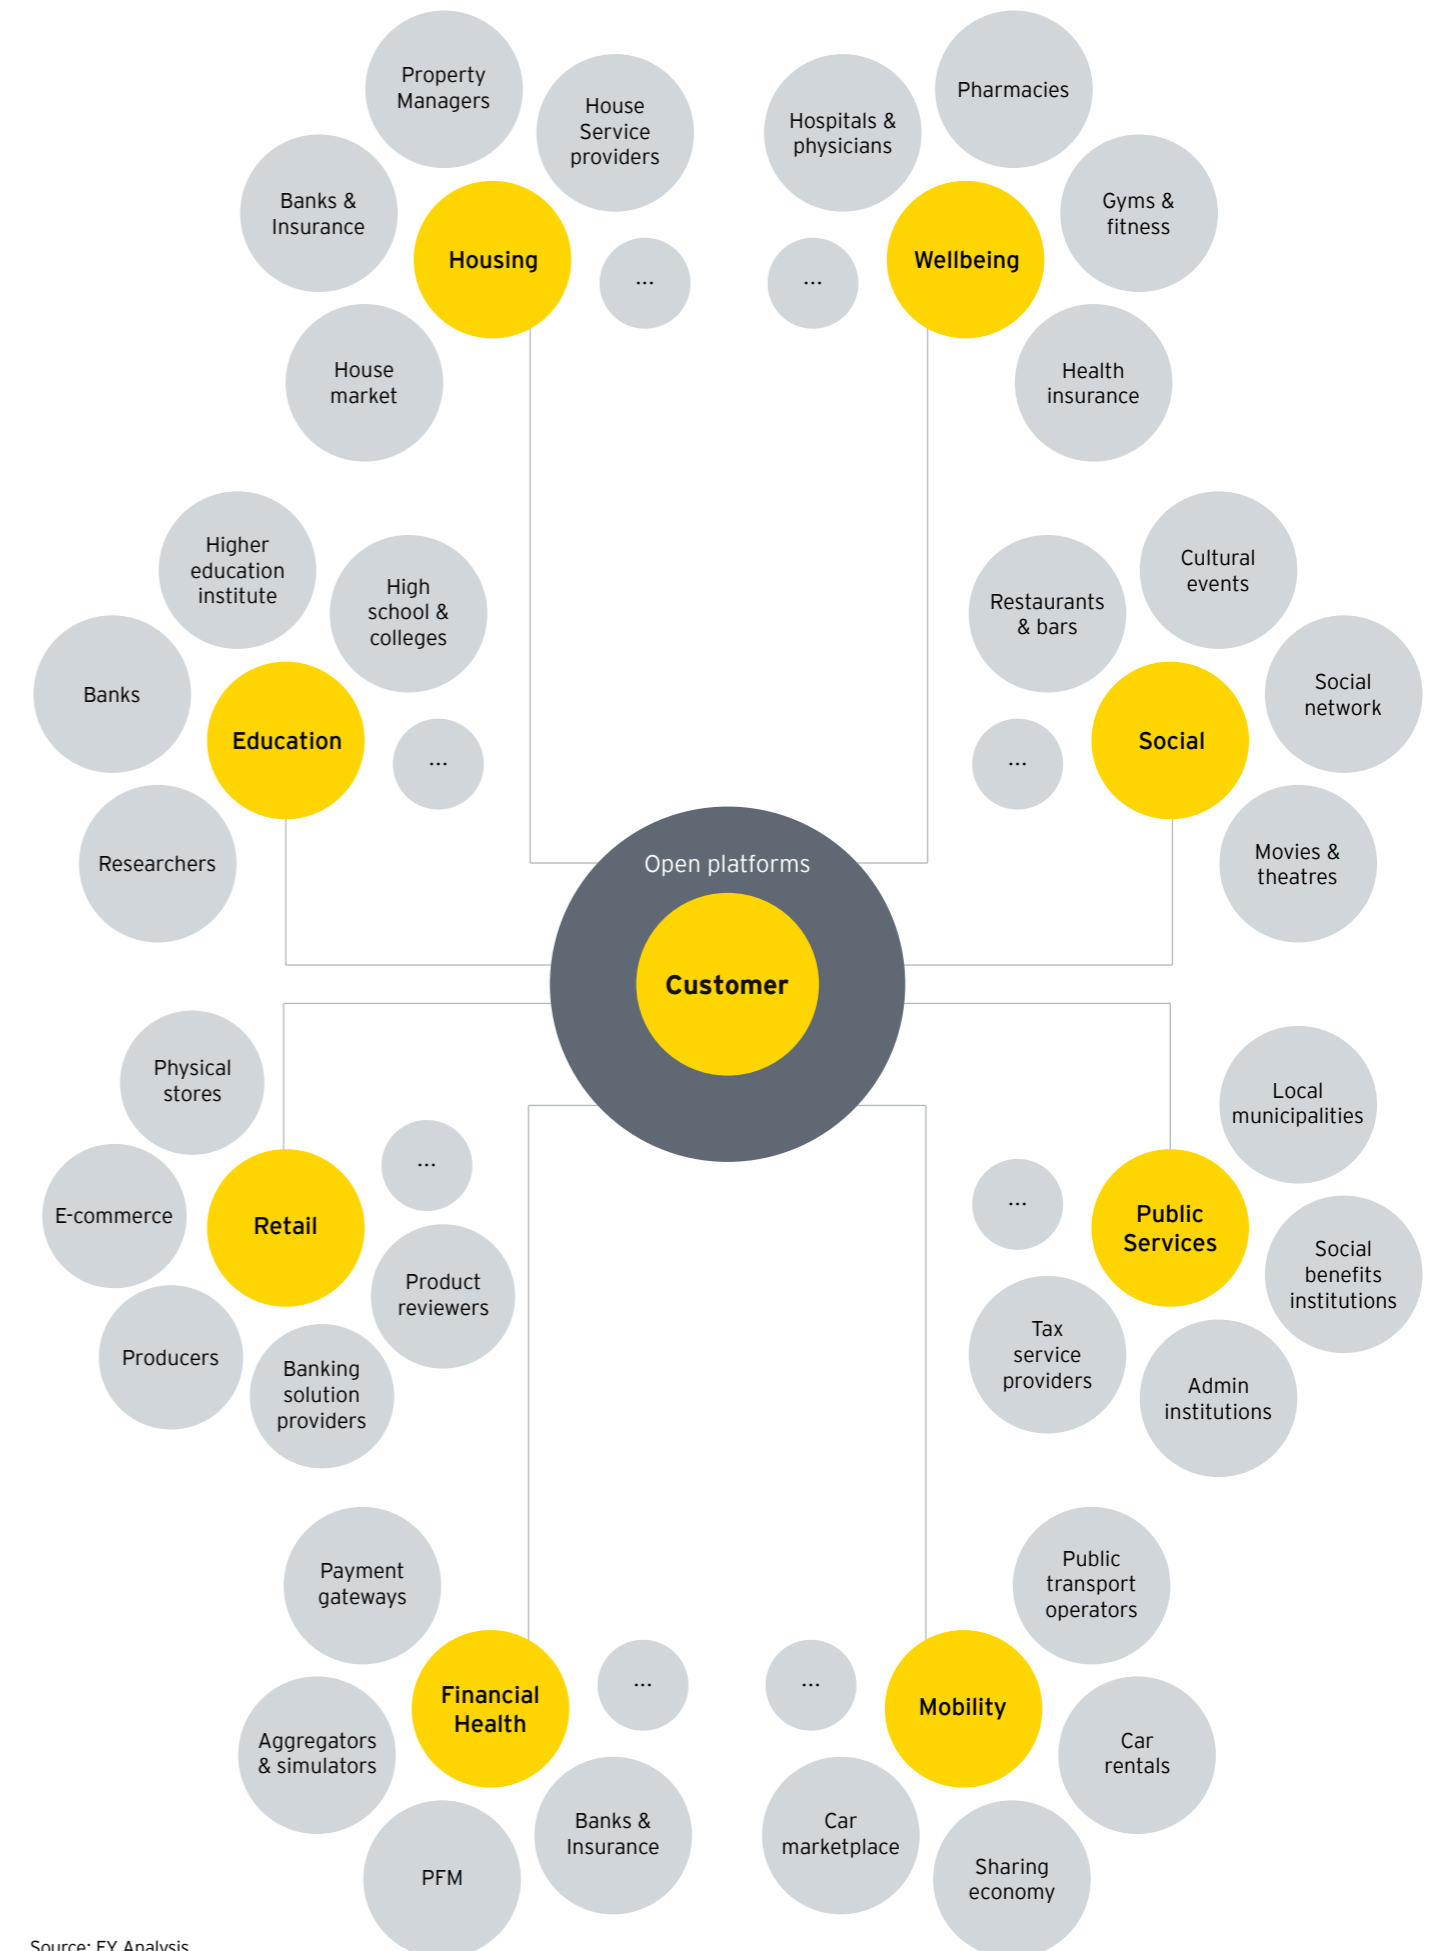 Property
Managers
House
Service
providers
Banks &
Insurance
Housing
...
House
market
Hospitals &
physicians
Pharmacies
Gyms &
fitness
Wellbeing
...
Health
insurance
Higher
education
institute
High
school &
colleges
Banks
Education
...
Researchers
Restaurants
& bars
Cultural
events
Social
network
Social
...
Movies &
theatres
Open platforms
Customer
Physical
stores
...
E-commerce
Retail
Product
reviewers
Producers
Banking
solution
providers
Local
municipalities
...
Public
Services
Social
benefits
institutions
Tax
service
providers
Admin
institutions
Payment
gateways
...
Financial
Health
Aggregators
& simulators
Banks &
Insurance
PFM
Public
transport
operators
...
Mobility
Car
rentals
Car
marketplace
Sharing
economy
Source: EY Analysis